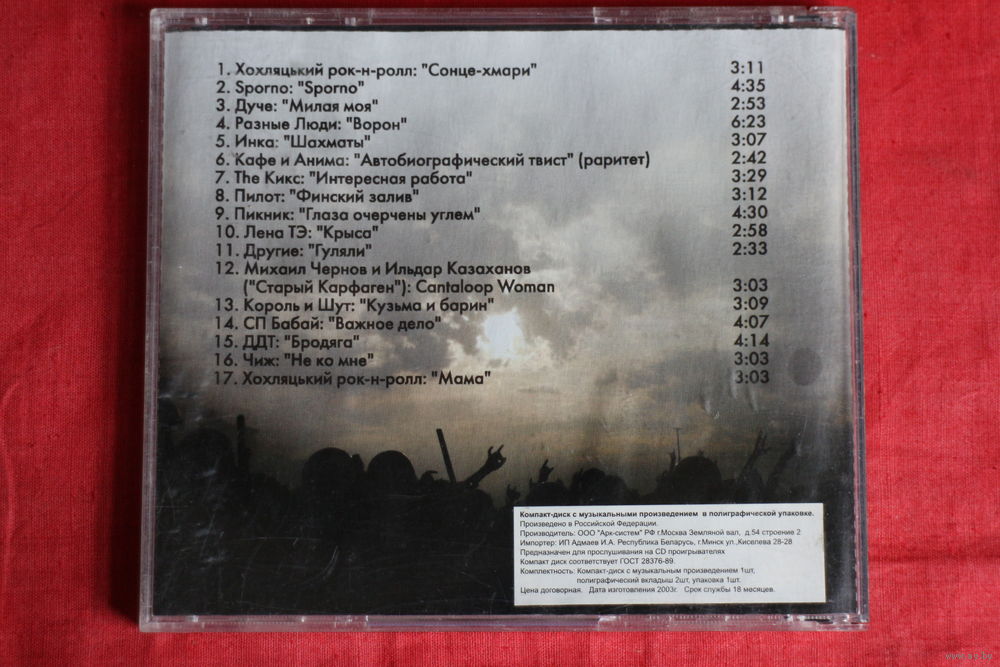 1. Хохляцький рок-н-ролл: "Сонце-хмари" 3:11
2. Sporno: "Sporno" 4:35
3. Дуче: "Милая моя" 2:53
4. Разные Люди: "Ворон" 6:23
5. Инка: "Шахматы" 3:07
6. Кафе и Анима: "Автобиографический твист" (раритет) 2:42
7. The Кикс: "Интересная работа" 3:29
8. Пилот: "Финский залив" 3:12
9. Пикник: "Глаза очерчены углем" 4:30
10. Лена ТЭ: "Крыса" 2:58
11. Другие: "Гуляли" 2:33
12. Михаил Чернов и Ильдар Казаханов
("Старый Карфаген"): Cantaloop Woman 3:03
13. Король и Шут: "Кузьма и барин" 3:09
14. СП Бабай: "Важное дело" 4:07
15. ДДТ: "Бродяга" 4:14
16. Чиж: "Не ко мне" 3:03
17. Хохляцький рок-н-ролл: "Мама" 3:03
Компакт-диск с музыкальными произведением в полиграфической упаковке.
Произведено в Российской Федерации.
Производитель: ООО "Арк-систем" РФ г.Москва Земляной вал, д.54 строение 2
Импортер: ИП Адмаев И.А. Республика Беларусь, г.Минск ул.,Киселева 28-28
Предназначен для прослушивания на CD проигрывателях
Компакт диск соответствует ГОСТ 28376-89.
Комплектность: Компакт-диск с музыкальным произведением 1шт,
полиграфический вкладыш 2шт, упаковка 1шт.
Цена договорная. Дата изготовления 2003г. Срок службы 18 месяцев.
www.ay.by